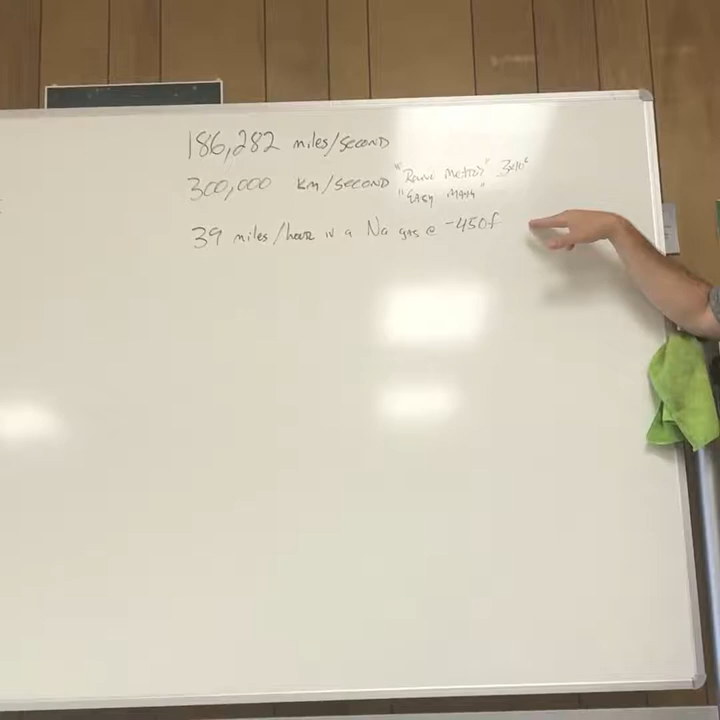 186,282 miles/second
300,000 km/second "Round Metric" 3x10⁶
"Easy Math"
39 miles/hour in a Na gas @ -450f